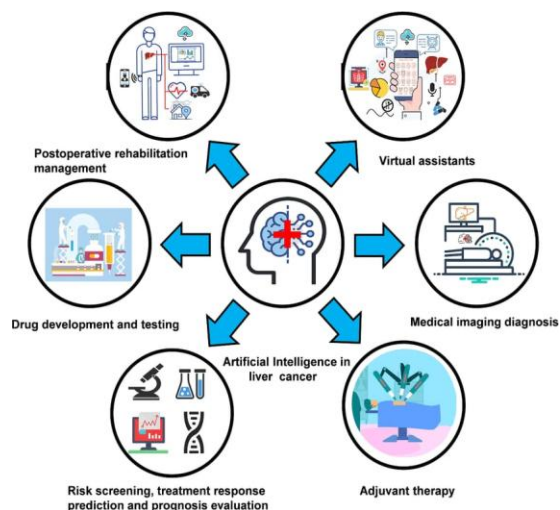 Postoperative rehabilitation
management
Virtual assistants
Drug development and testing
Medical imaging diagnosis
Artificial Intelligence in
liver cancer
Risk screening, treatment response
prediction and prognosis evaluation
Adjuvant therapy